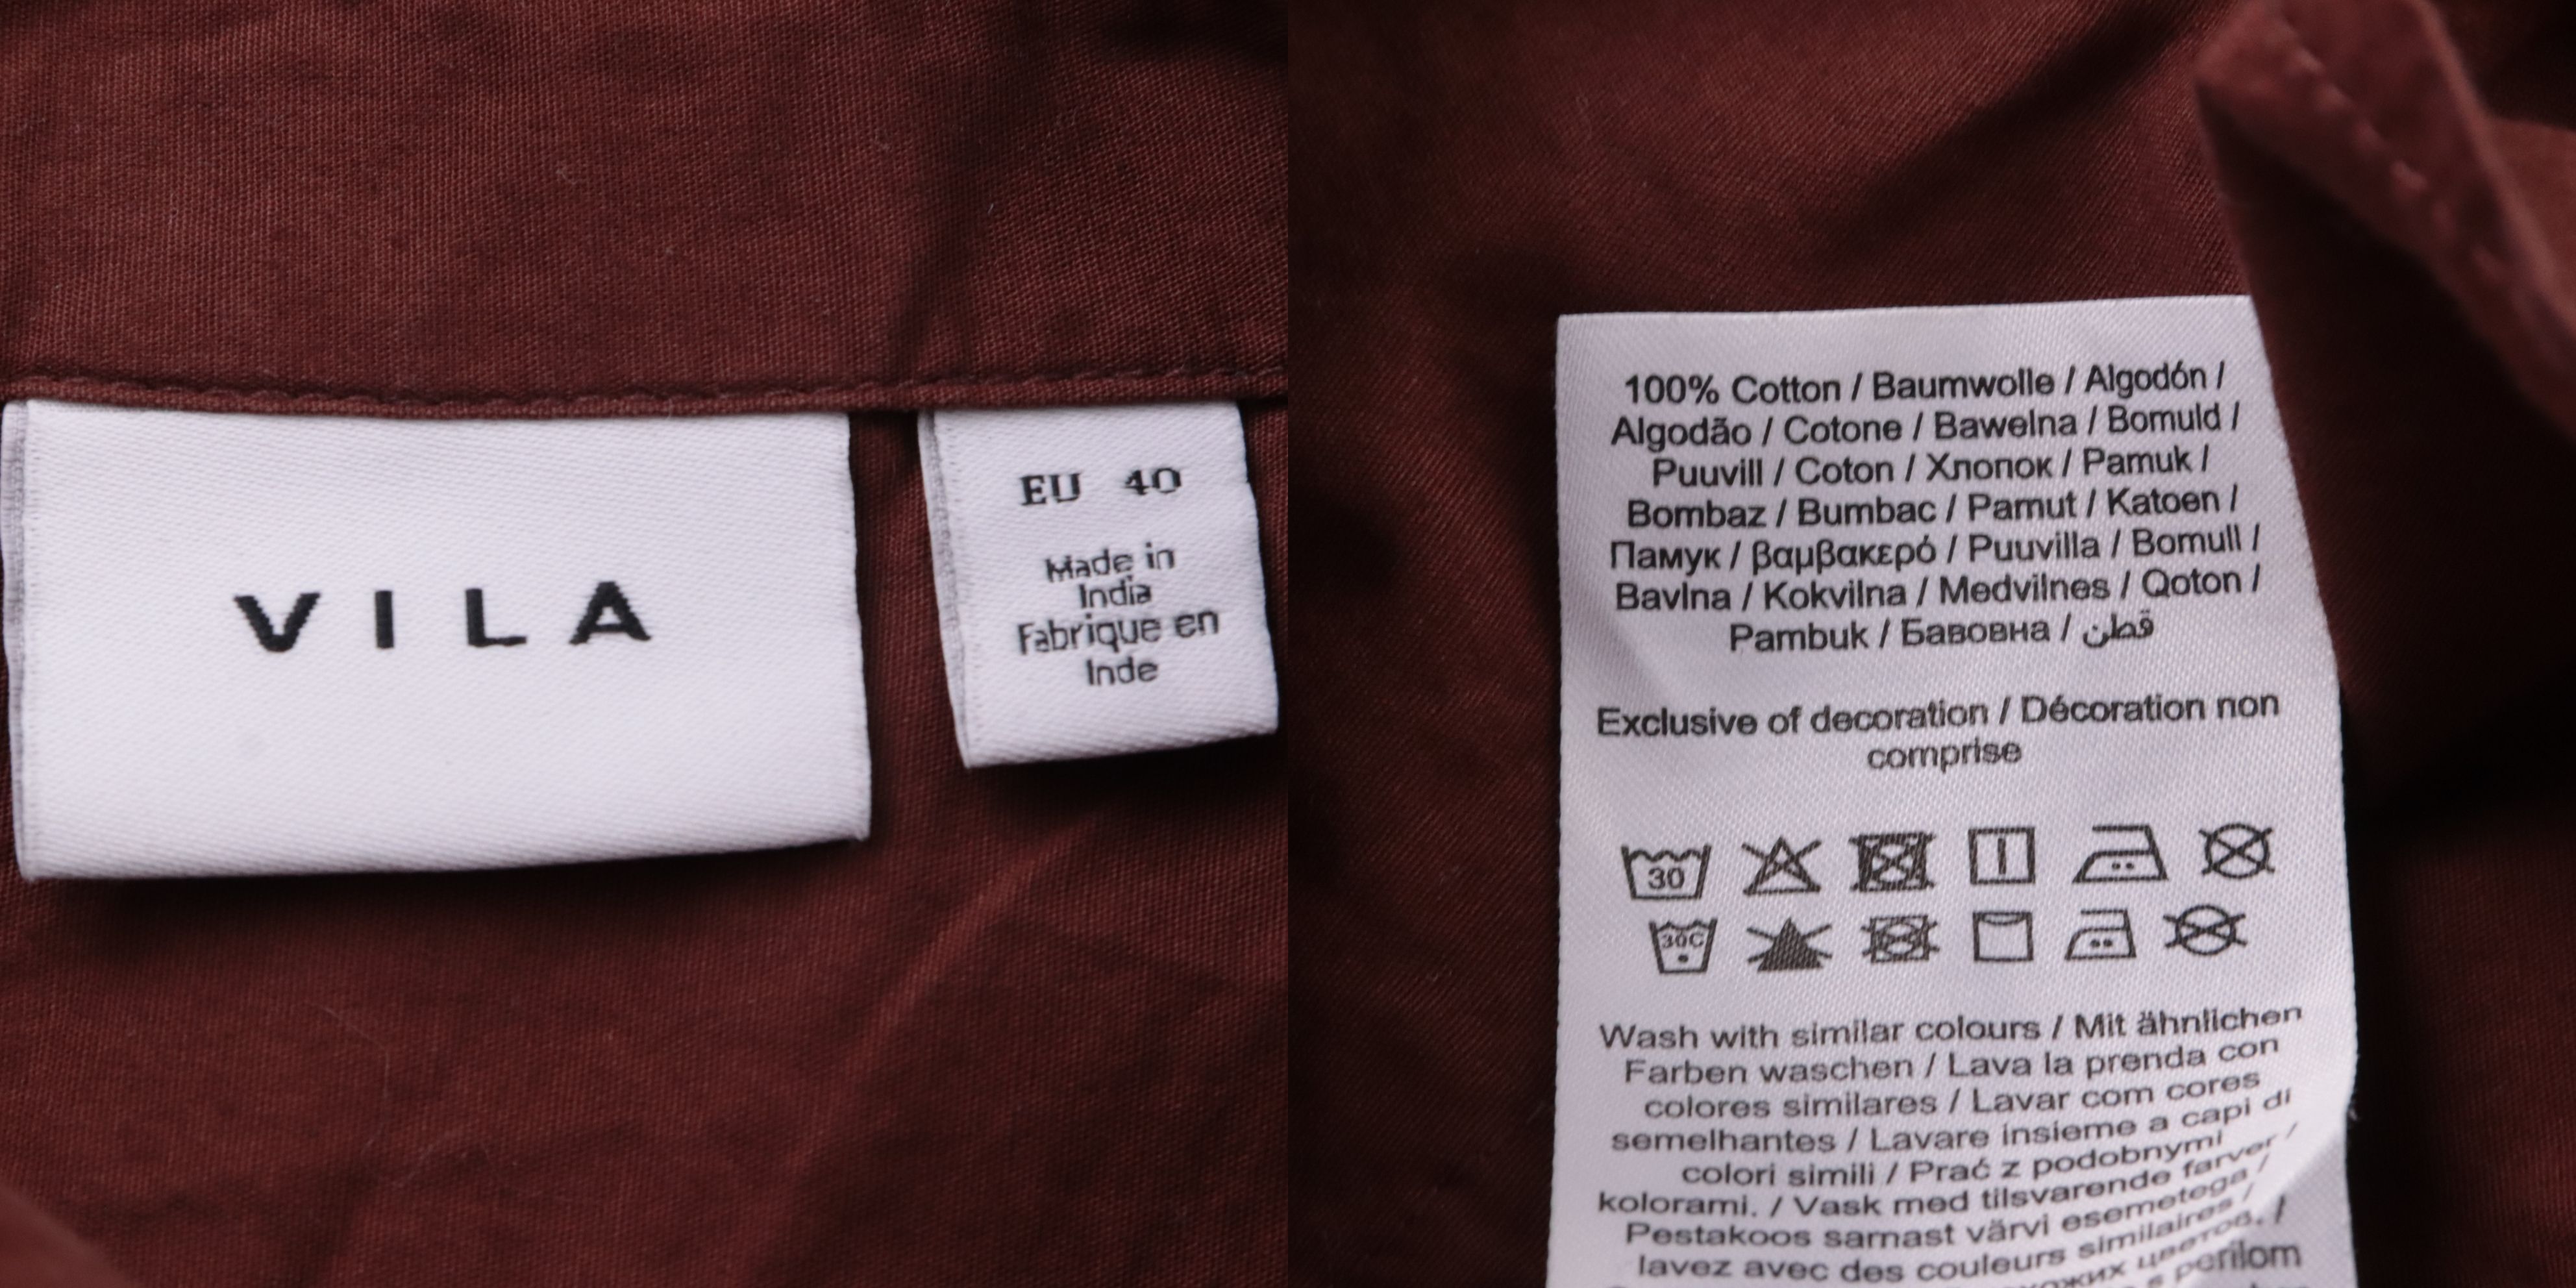 VILA
EU 40
Made in
India
Fabrique en
Inde
100% Cotton / Baumwolle / Algodón /
Algodão / Cotone / Bawełna / Bomuld /
Puuvill / Coton / Хлопок / Pamuk /
Bombaz / Bumbac / Pamut / Katoen /
Памук / βαμβακερό / Puuvilla / Bomull /
Bavlna / Kokvilna / Medvilnes / Qoton /
Pambuk / Бавовна / قطن
Exclusive of decoration / Décoration non
comprise
30
30C
Wash with similar colours / Mit ähnlichen
Farben waschen / Lava la prenda con
colores similares / Lavar com cores
semelhantes / Lavare insieme a capi di
colori simili / Prać z podobnymi
kolorami. / Vask med tilsvarende farver /
Pestakoos sarnast värvi esemetega /
lavez avec des couleurs similaires /
цветов. /
s perilom